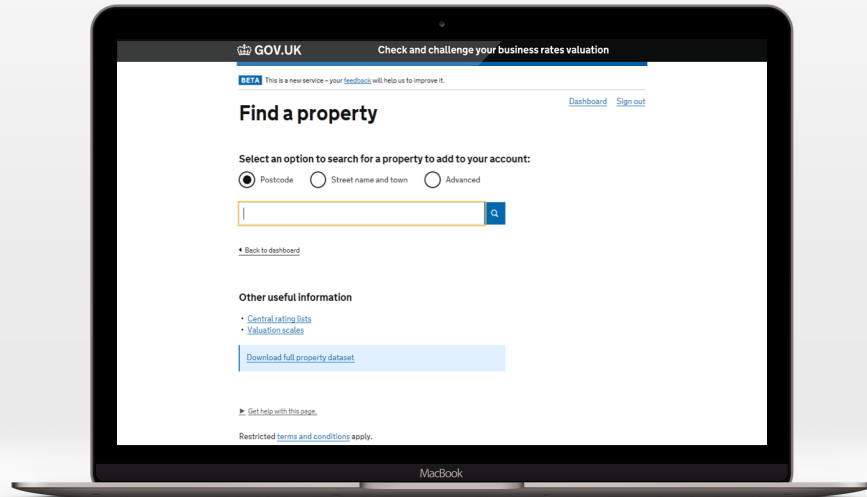 GOV.UK Check and challenge your business rates valuation
BETA This is a new service – your feedback will help us to improve it.
Dashboard Sign out
Find a property
Select an option to search for a property to add to your account:
Postcode Street name and town Advanced
Back to dashboard
Other useful information
• Central rating lists
• Valuation scales
Download full property dataset
Get help with this page.
Restricted terms and conditions apply.
MacBook